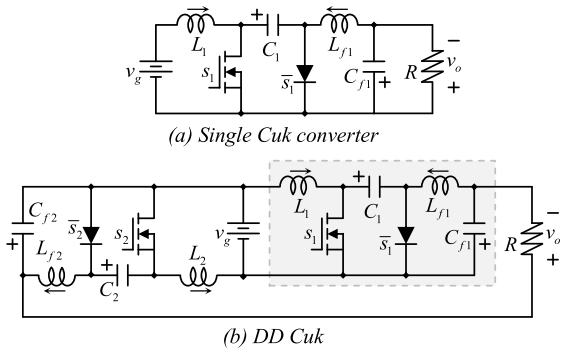 L1 C1 Lf1
vg s1 s̅1 Cf1 R vo
(a) Single Cuk converter
Cf2 s̅2 s2 vg L1 C1 Lf1
Lf2 C2 L2 s1 s̅1 Cf1 R vo
(b) DD Cuk